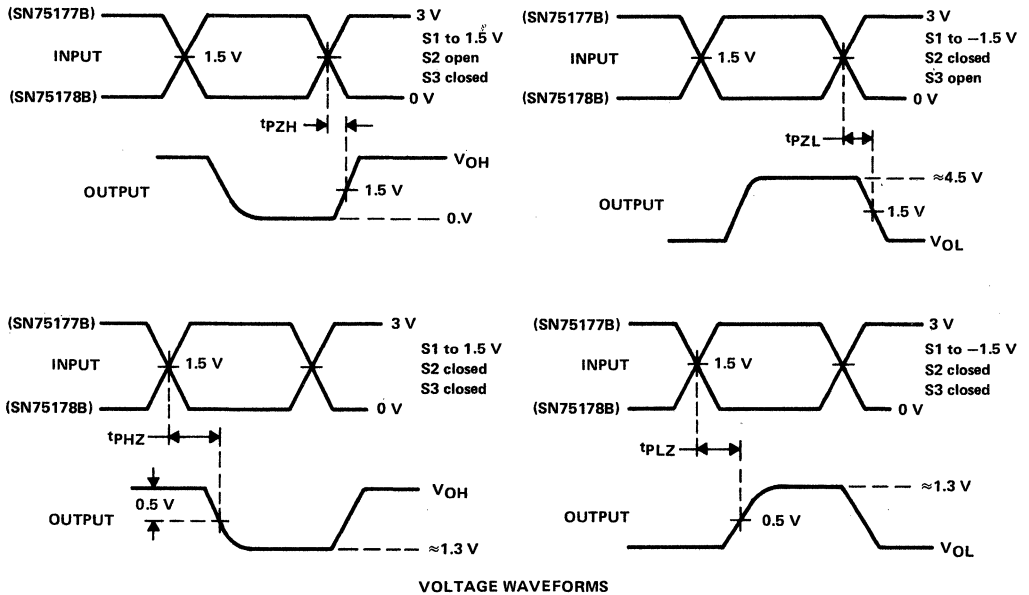 (SN75177B)
3 V
S1 to 1.5 V
INPUT
1.5 V
S2 open
S3 closed
(SN75178B)
0 V
tPZH
VOH
OUTPUT
1.5 V
0.V
(SN75177B)
3 V
S1 to −1.5 V
INPUT
1.5 V
S2 closed
S3 open
(SN75178B)
0 V
tPZL
≈4.5 V
OUTPUT
1.5 V
VOL
(SN75177B)
3 V
S1 to 1.5 V
INPUT
1.5 V
S2 closed
S3 closed
(SN75178B)
0 V
tPHZ
VOH
0.5 V
OUTPUT
≈1.3 V
(SN75177B)
3 V
S1 to −1.5 V
INPUT
1.5 V
S2 closed
S3 closed
(SN75178B)
0 V
tPLZ
≈1.3 V
OUTPUT
0.5 V
VOL
VOLTAGE WAVEFORMS